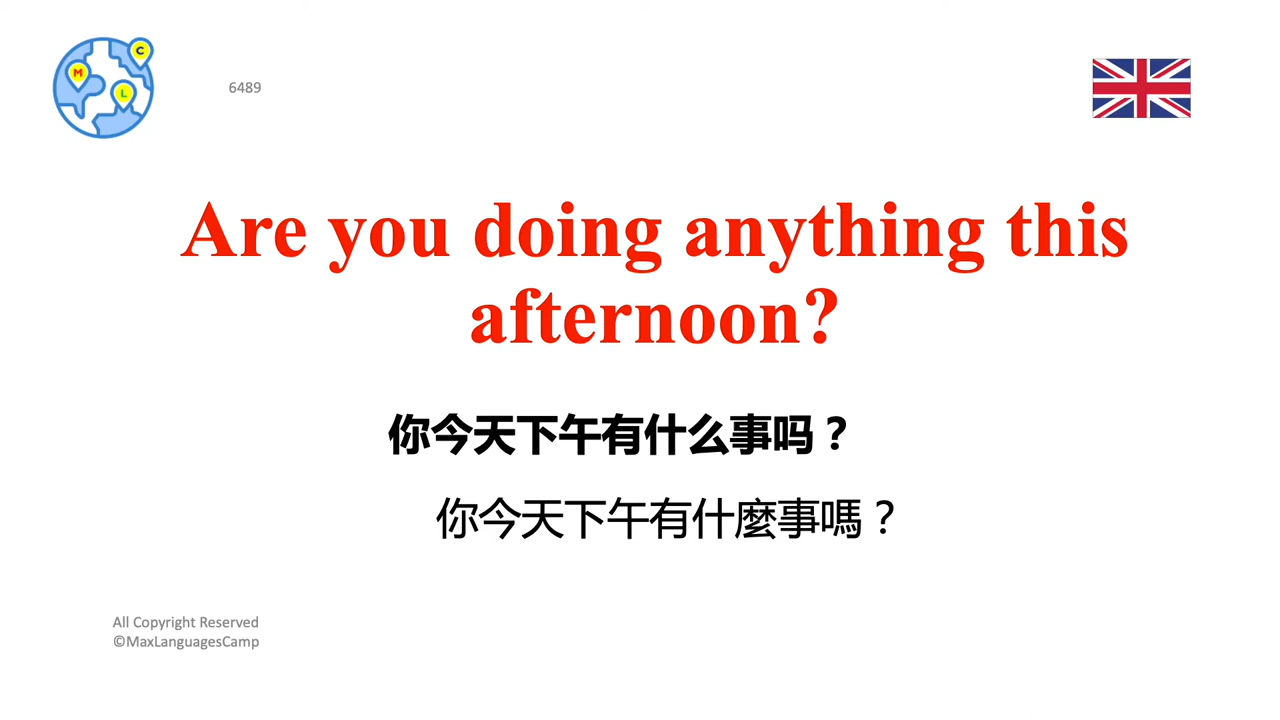 C
M
L
6489
Are you doing anything this
afternoon?
你今天下午有什么事吗？
你今天下午有什麼事嗎？
All Copyright Reserved
©MaxLanguagesCamp